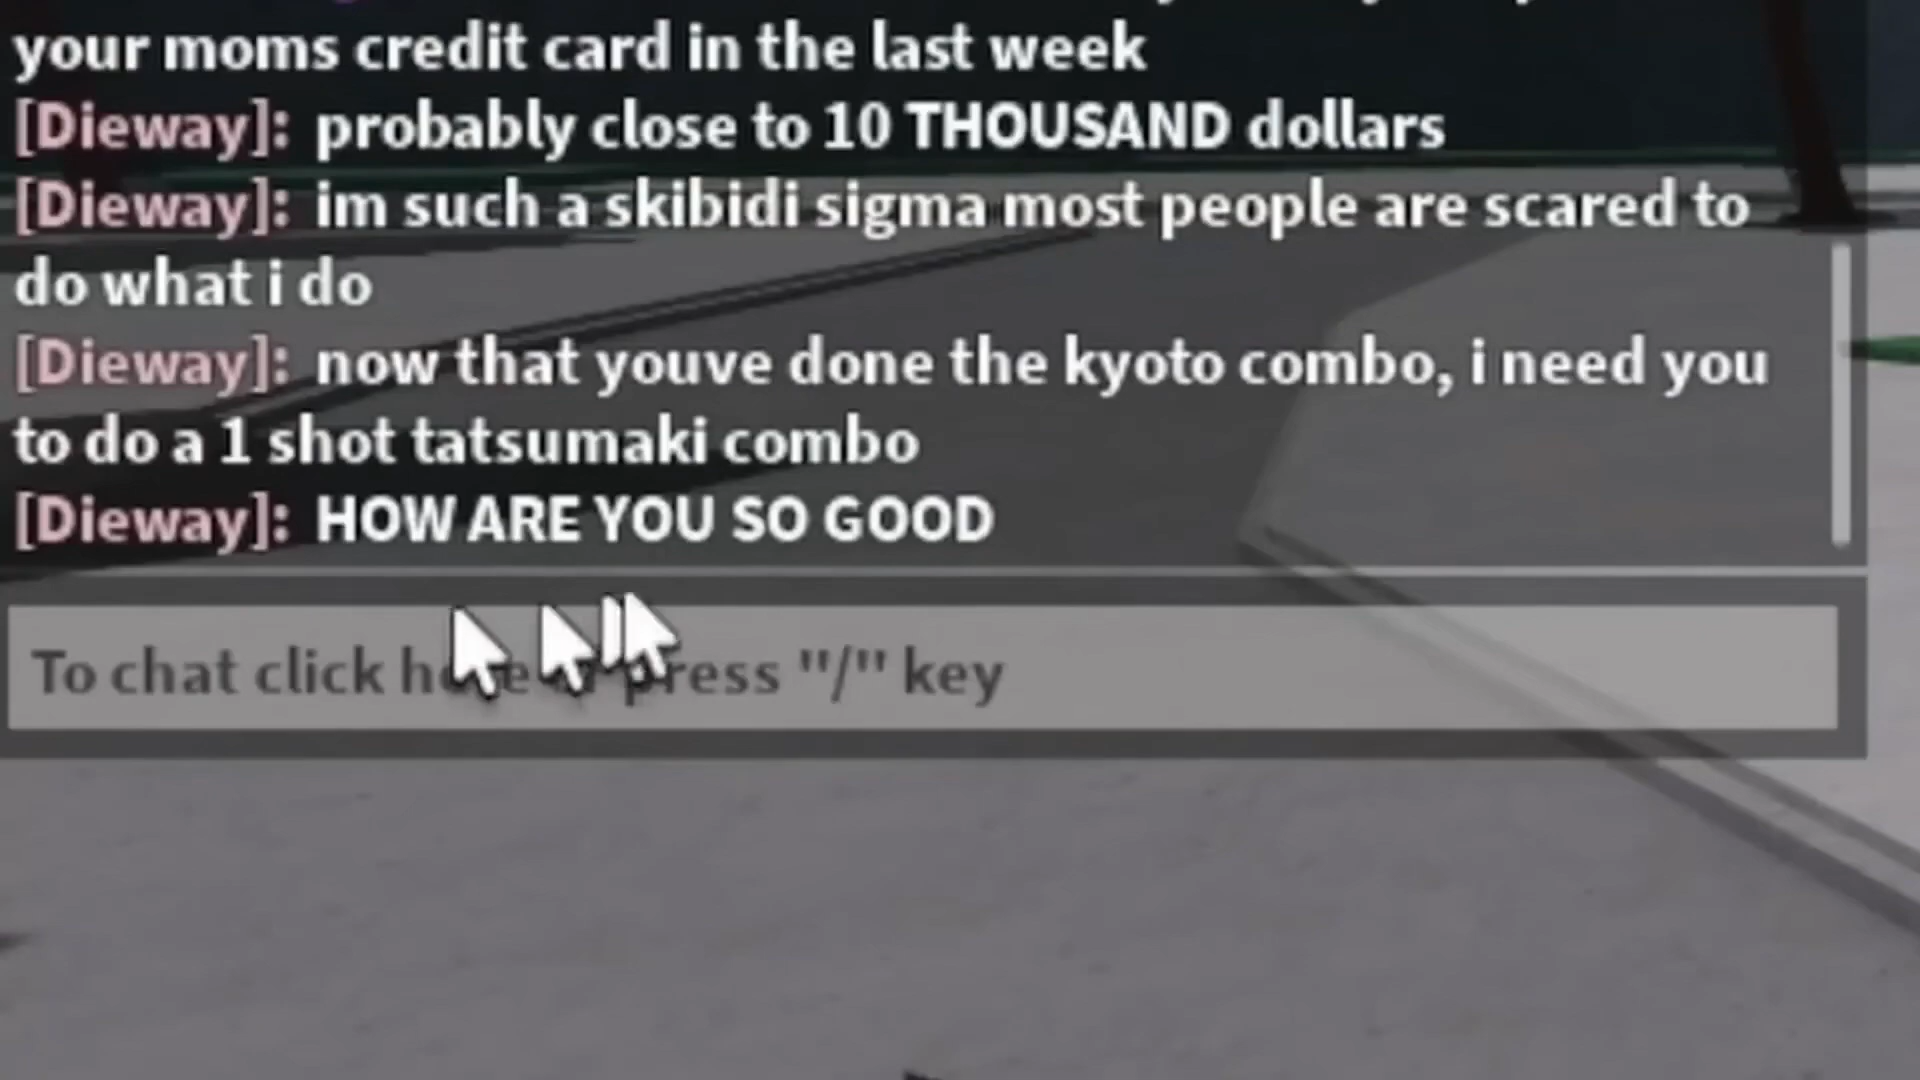 your moms credit card in the last week
[Dieway]: probably close to 10 THOUSAND dollars
[Dieway]: im such a skibidi sigma most people are scared to
do what i do
[Dieway]: now that youve done the kyoto combo, i need you
to do a 1 shot tatsumaki combo
[Dieway]: HOW ARE YOU SO GOOD
To chat click here or press "/" key